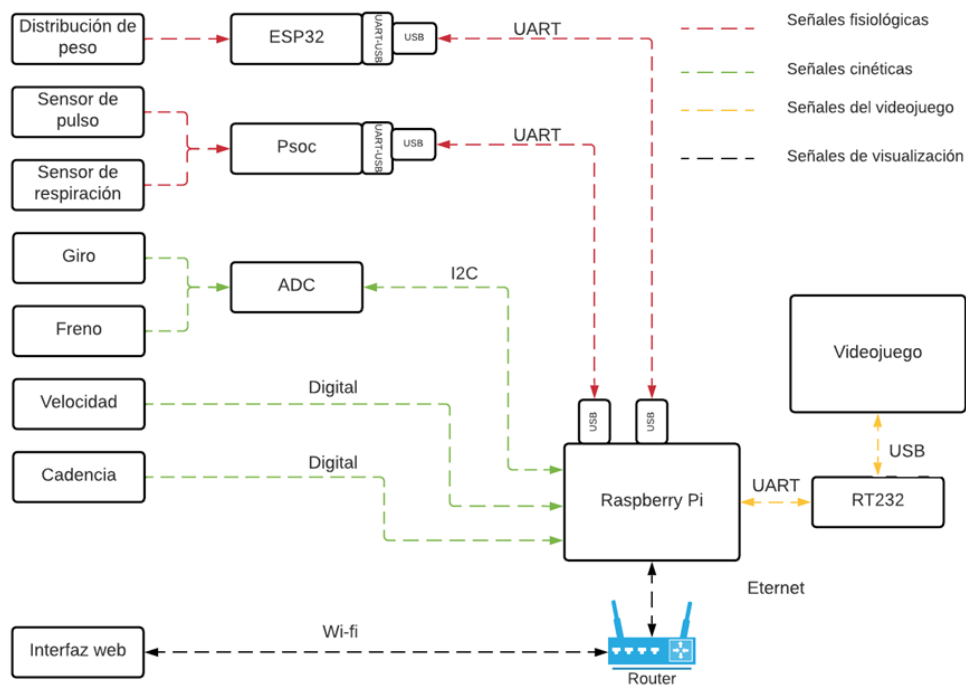 Distribución de
peso
ESP32
UART-USB
USB
UART
Señales fisiológicas
Señales cinéticas
Señales del videojuego
Señales de visualización
Sensor de
pulso
Sensor de
respiración
Psoc
UART-USB
USB
UART
Giro
Freno
ADC
I2C
Velocidad
Digital
Cadencia
Digital
USB
USB
Raspberry Pi
UART
RT232
USB
Videojuego
Eternet
Interfaz web
Wi-fi
Router